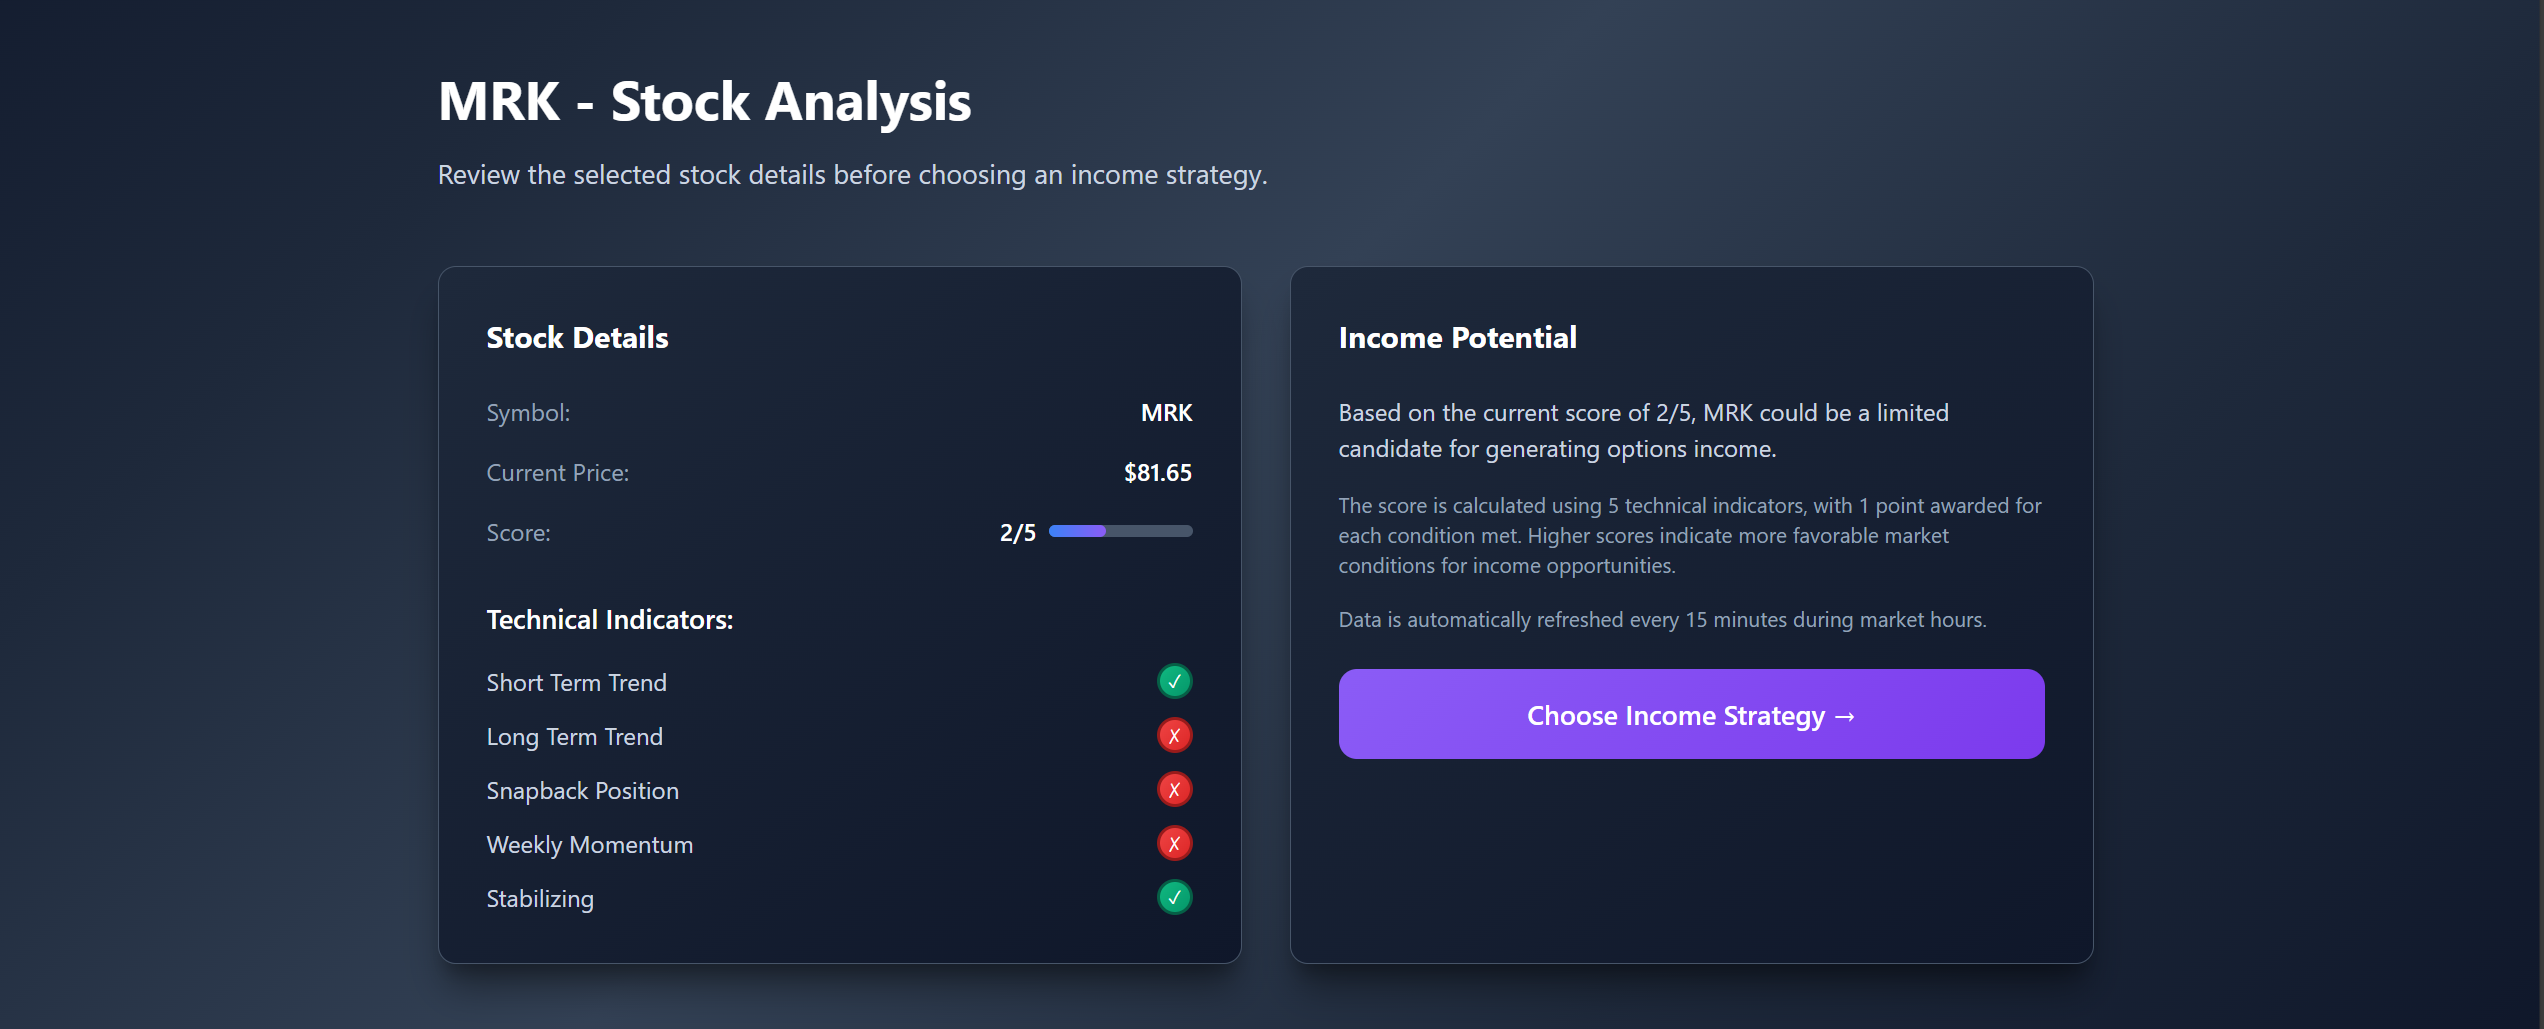 MRK - Stock Analysis
Review the selected stock details before choosing an income strategy.
Stock Details
Symbol: MRK
Current Price: $81.65
Score: 2/5
Technical Indicators:
Short Term Trend ✓
Long Term Trend ✗
Snapback Position ✗
Weekly Momentum ✗
Stabilizing ✓
Income Potential
Based on the current score of 2/5, MRK could be a limited
candidate for generating options income.
The score is calculated using 5 technical indicators, with 1 point awarded for
each condition met. Higher scores indicate more favorable market
conditions for income opportunities.
Data is automatically refreshed every 15 minutes during market hours.
Choose Income Strategy →